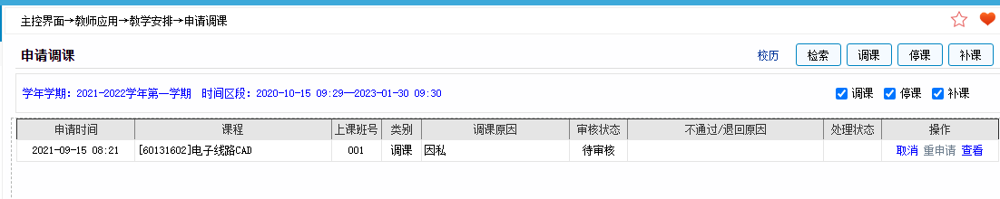 主控界面→教师应用→教学安排→申请调课
申请调课 校历 检索 调课 停课 补课
学年学期：2021-2022学年第一学期 时间区段：2020-10-15 09:29—2023-01-30 09:30 调课 停课 补课
申请时间 课程 上课班号 类别 调课原因 审核状态 不通过/退回原因 处理状态 操作
2021-09-15 08:21 [60131602]电子线路CAD 001 调课 因私 待审核 取消 重申请 查看